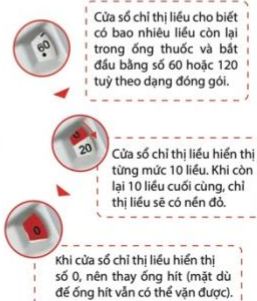 60
Cửa sổ chỉ thị liều cho biết
có bao nhiêu liều còn lại
trong ống thuốc và bắt
đầu bằng số 60 hoặc 120
tuỳ theo dạng đóng gói.
20
Cửa sổ chỉ thị liều hiển thị
từng mức 10 liều. Khi còn
lại 10 liều cuối cùng, chỉ
thị liều sẽ có nền đỏ.
0
Khi cửa sổ chỉ thị liều hiển thị
số 0, nên thay ống hít (mặt dù
đế ống hít vẫn có thể vặn được).